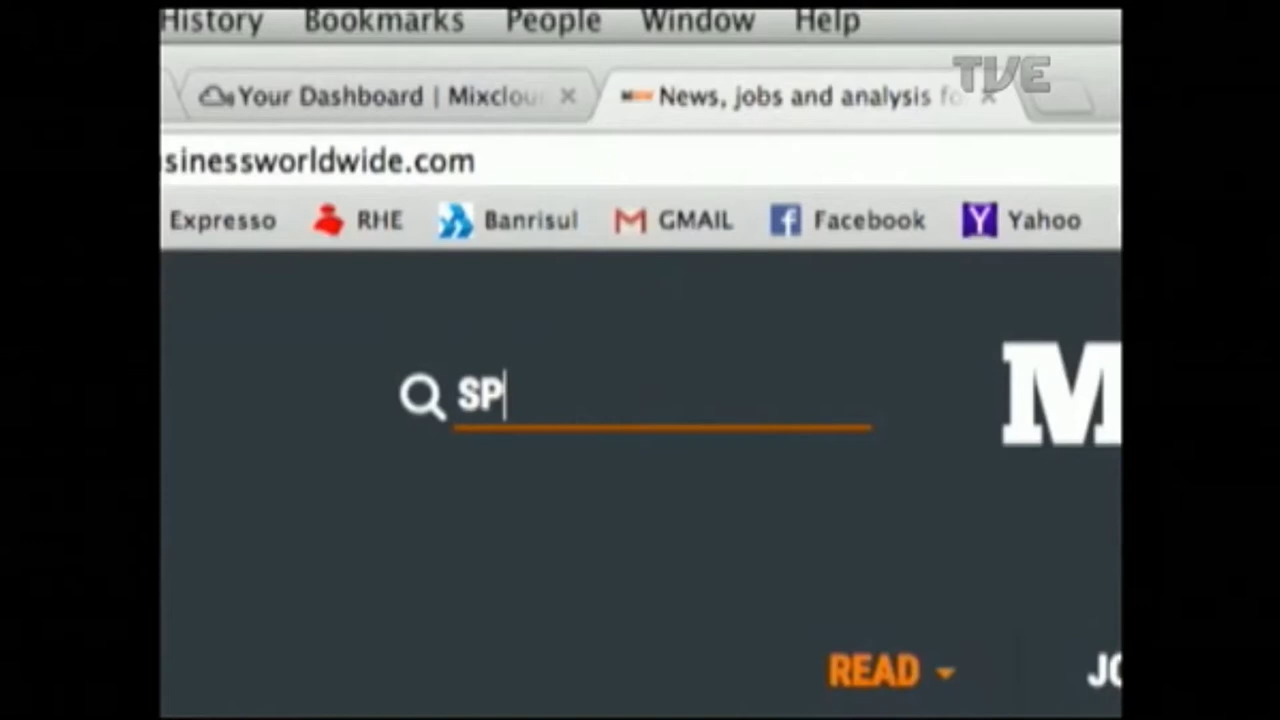 History Bookmarks People Window Help
TVE
Your Dashboard | Mixclou × News, jobs and analysis fo ×
sinessworldwide.com
Expresso RHE Banrisul GMAIL Facebook Yahoo
SP
M
READ JO